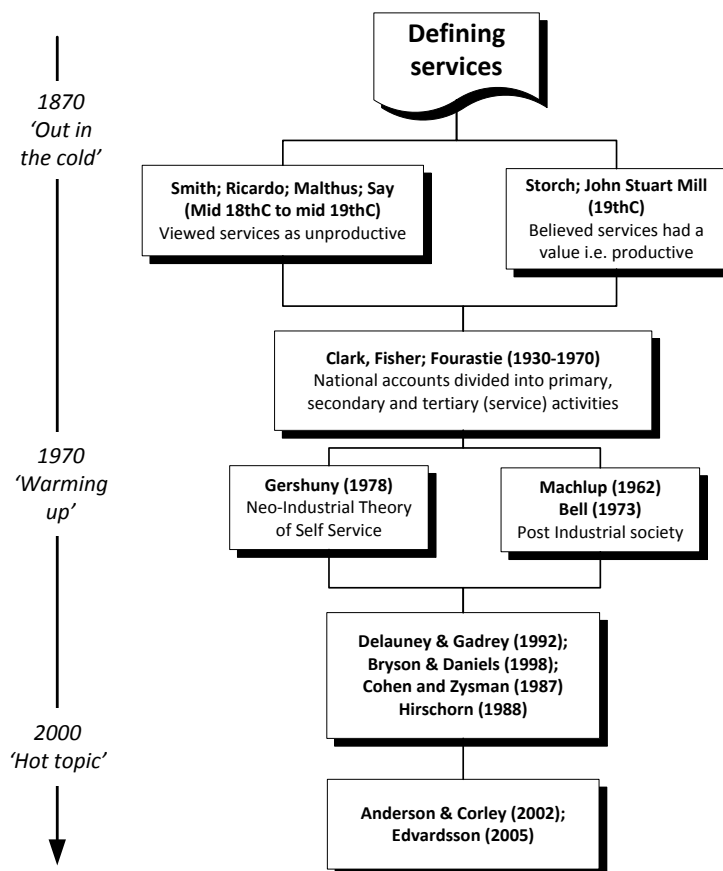 Defining
services
1870
‘Out in
the cold’
Smith; Ricardo; Malthus; Say
(Mid 18thC to mid 19thC)
Viewed services as unproductive
Storch; John Stuart Mill
(19thC)
Believed services had a
value i.e. productive
Clark, Fisher; Fourastie (1930-1970)
National accounts divided into primary,
secondary and tertiary (service) activities
1970
‘Warming
up’
Gershuny (1978)
Neo-Industrial Theory
of Self Service
Machlup (1962)
Bell (1973)
Post Industrial society
Delauney & Gadrey (1992);
Bryson & Daniels (1998);
Cohen and Zysman (1987)
Hirschorn (1988)
2000
‘Hot topic’
Anderson & Corley (2002);
Edvardsson (2005)